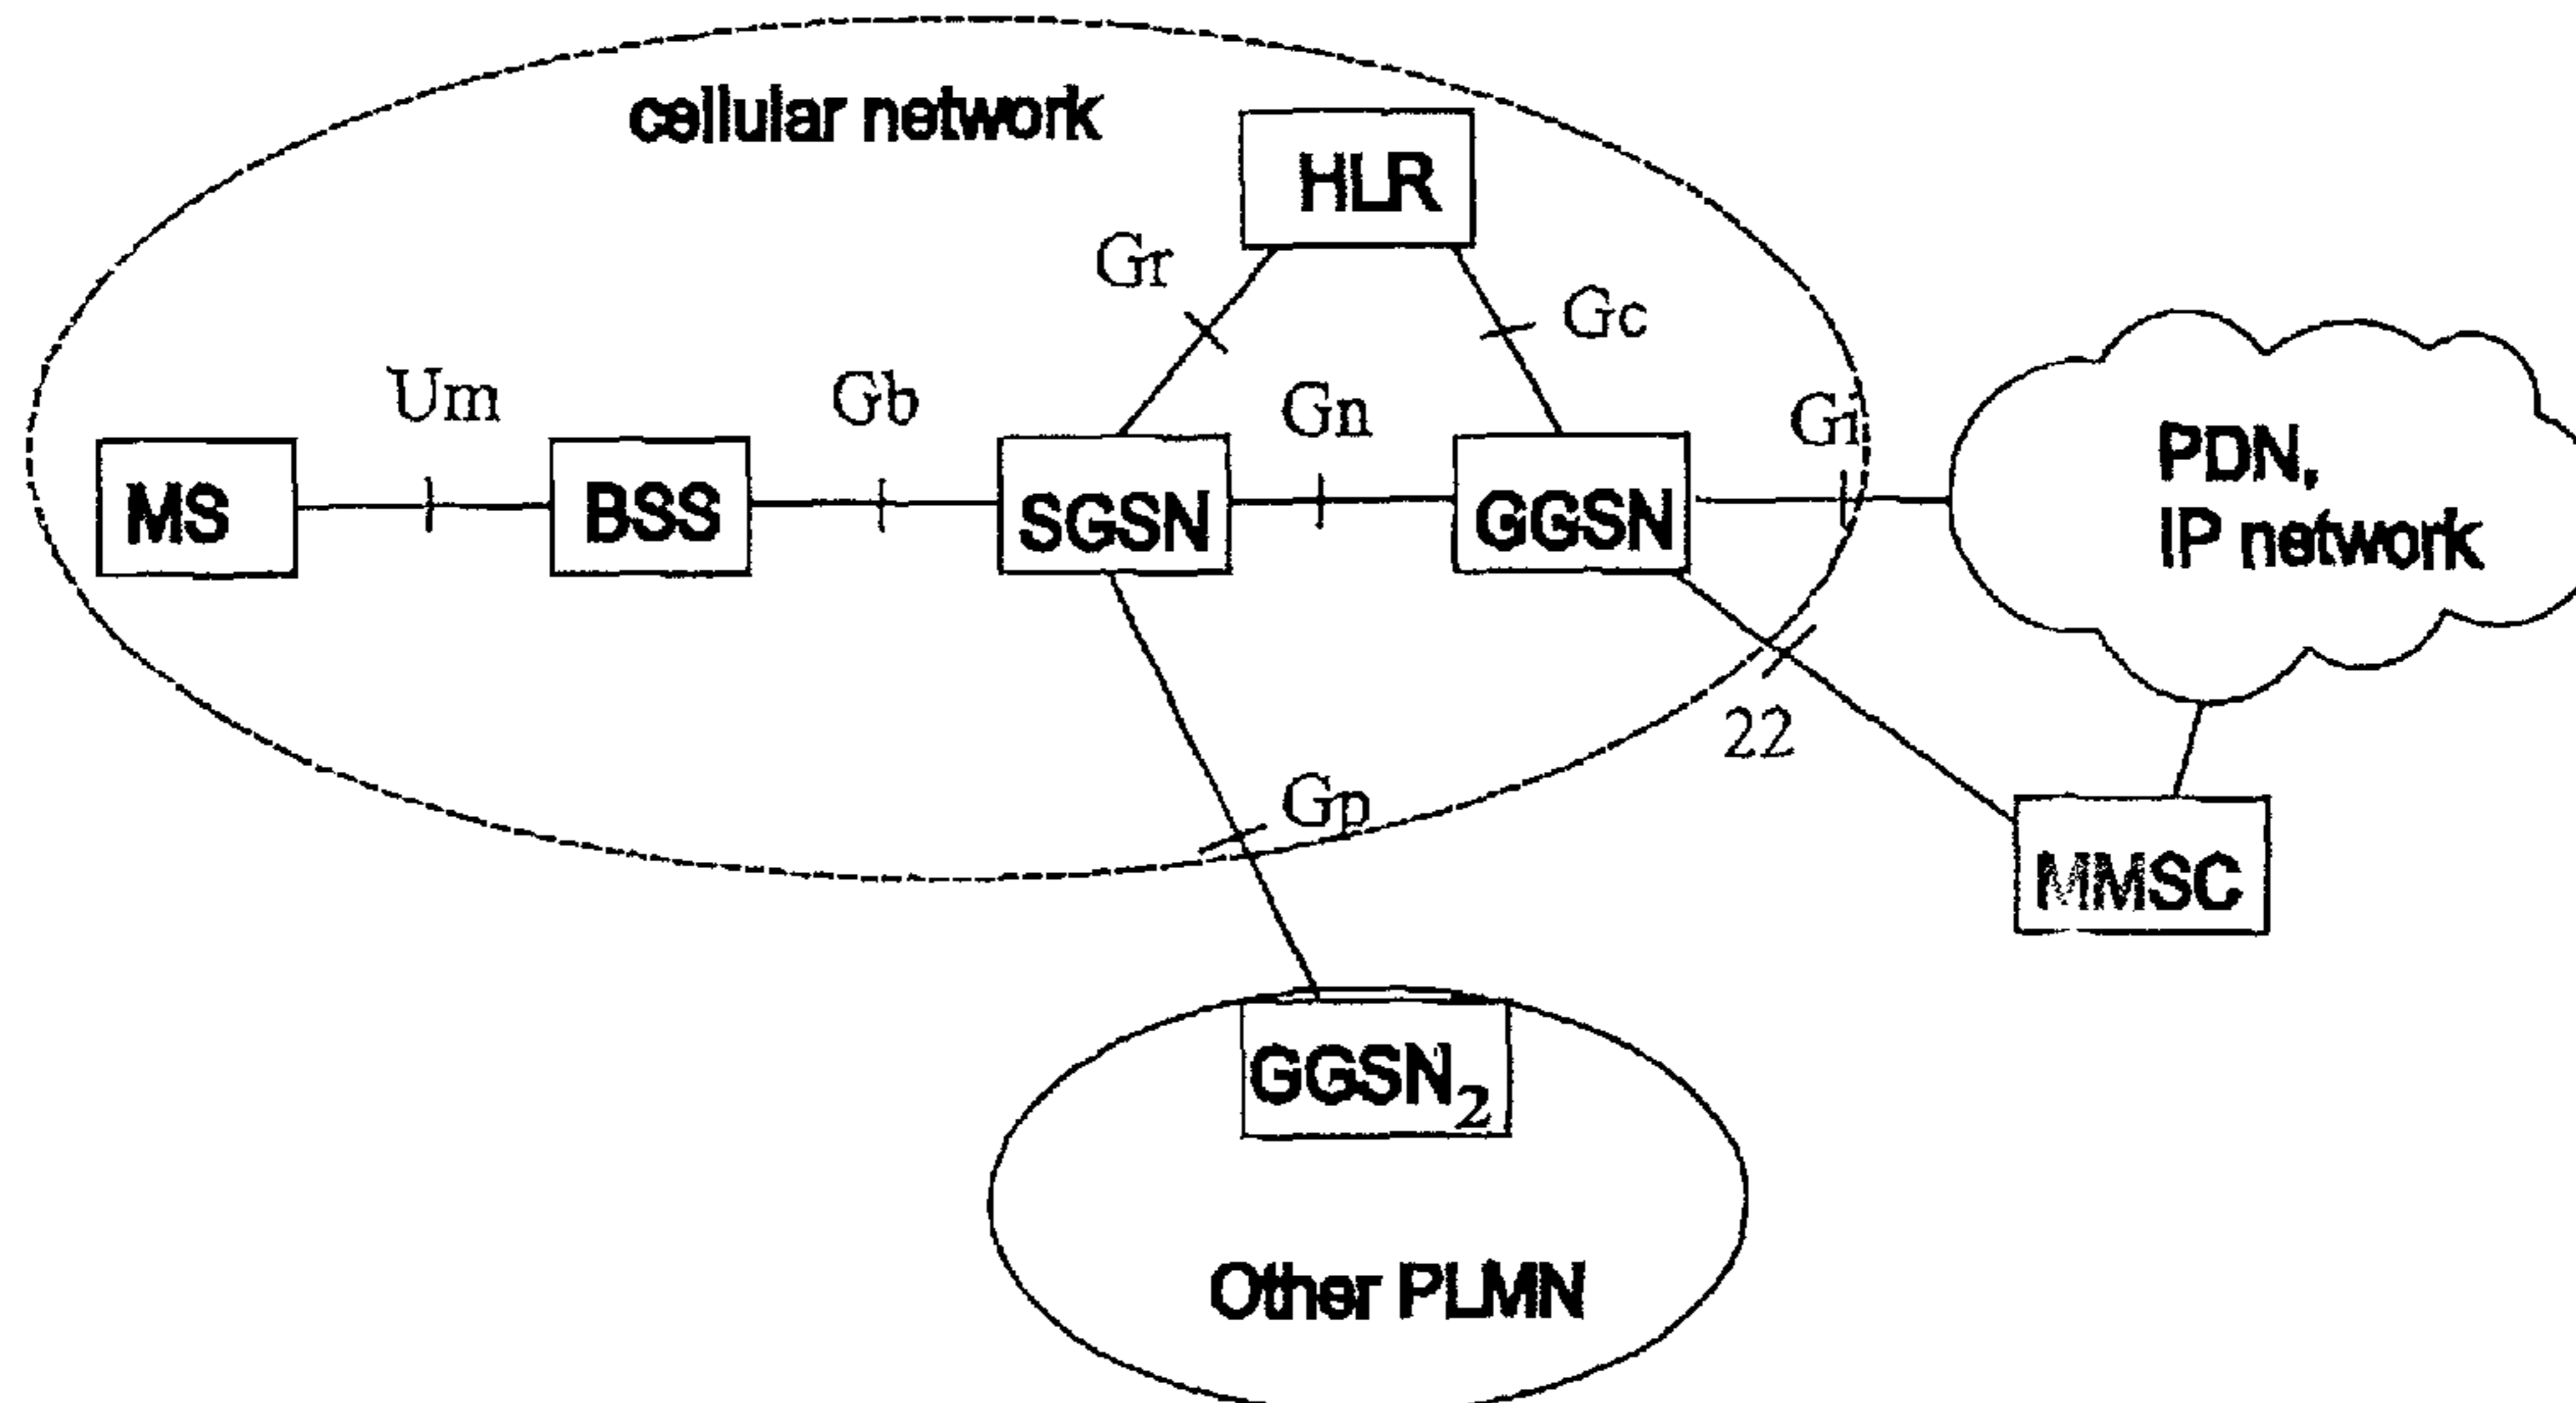 cellular network
HLR
Gr
Gc
Um
Gb
Gn
Gi
MS
BSS
SGSN
GGSN
PDN,
IP network
22
Gp
MMSC
GGSN₂
Other PLMN